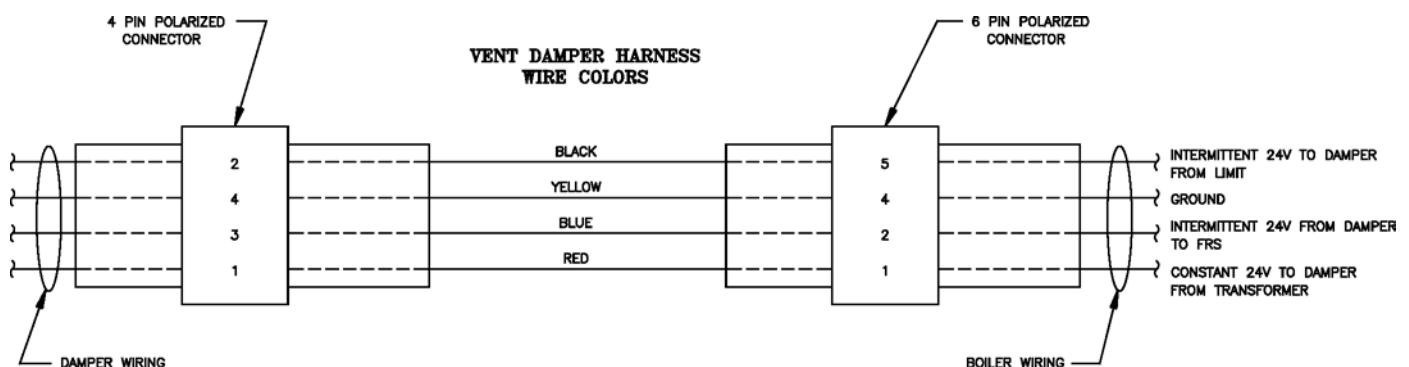 4 PIN POLARIZED
CONNECTOR
6 PIN POLARIZED
CONNECTOR
VENT DAMPER HARNESS
WIRE COLORS
2
BLACK
5
INTERMITTENT 24V TO DAMPER
FROM LIMIT
4
YELLOW
4
GROUND
3
BLUE
2
INTERMITTENT 24V FROM DAMPER
TO FRS
1
RED
1
CONSTANT 24V TO DAMPER
FROM TRANSFORMER
DAMPER WIRING
BOILER WIRING